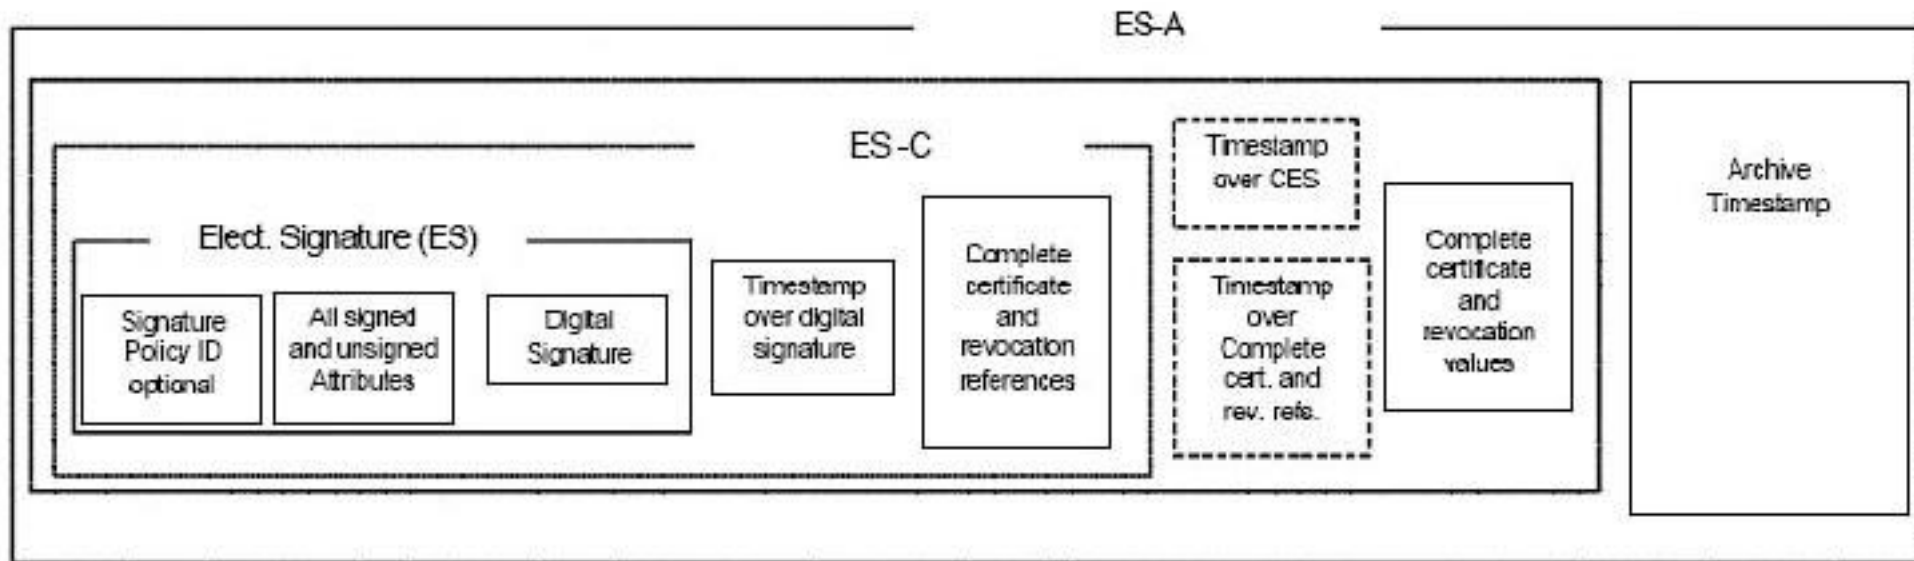 ES-A
ES -C
Elect. Signature (ES)
Signature
Policy ID
optional
All signed
and unsigned
Attributes
Digital
Signature
Timestamp
over digital
signature
Complete
certificate
and
revocation
references
Timestamp
over CES
Timestamp
over
Complete
cert. and
rev. refs.
Complete
certificate
and
revocation
values
Archive
Timestamp